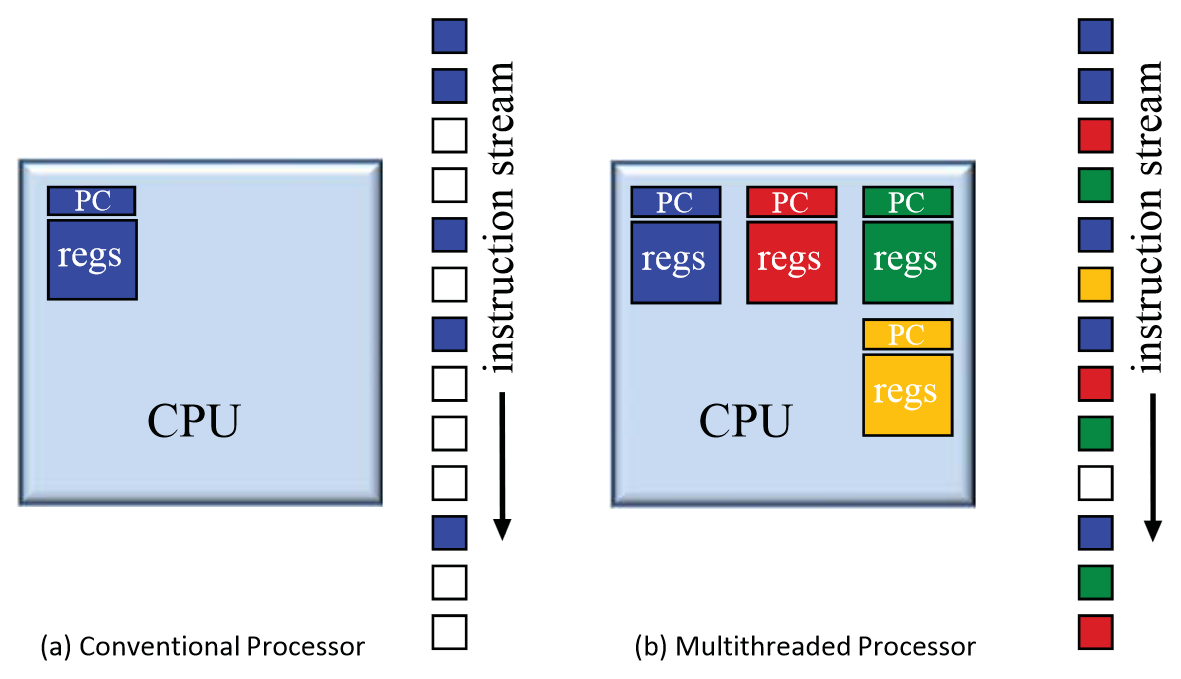 PC
regs
CPU
instruction stream
(a) Conventional Processor
PC
regs
PC
regs
PC
regs
PC
regs
CPU
instruction stream
(b) Multithreaded Processor